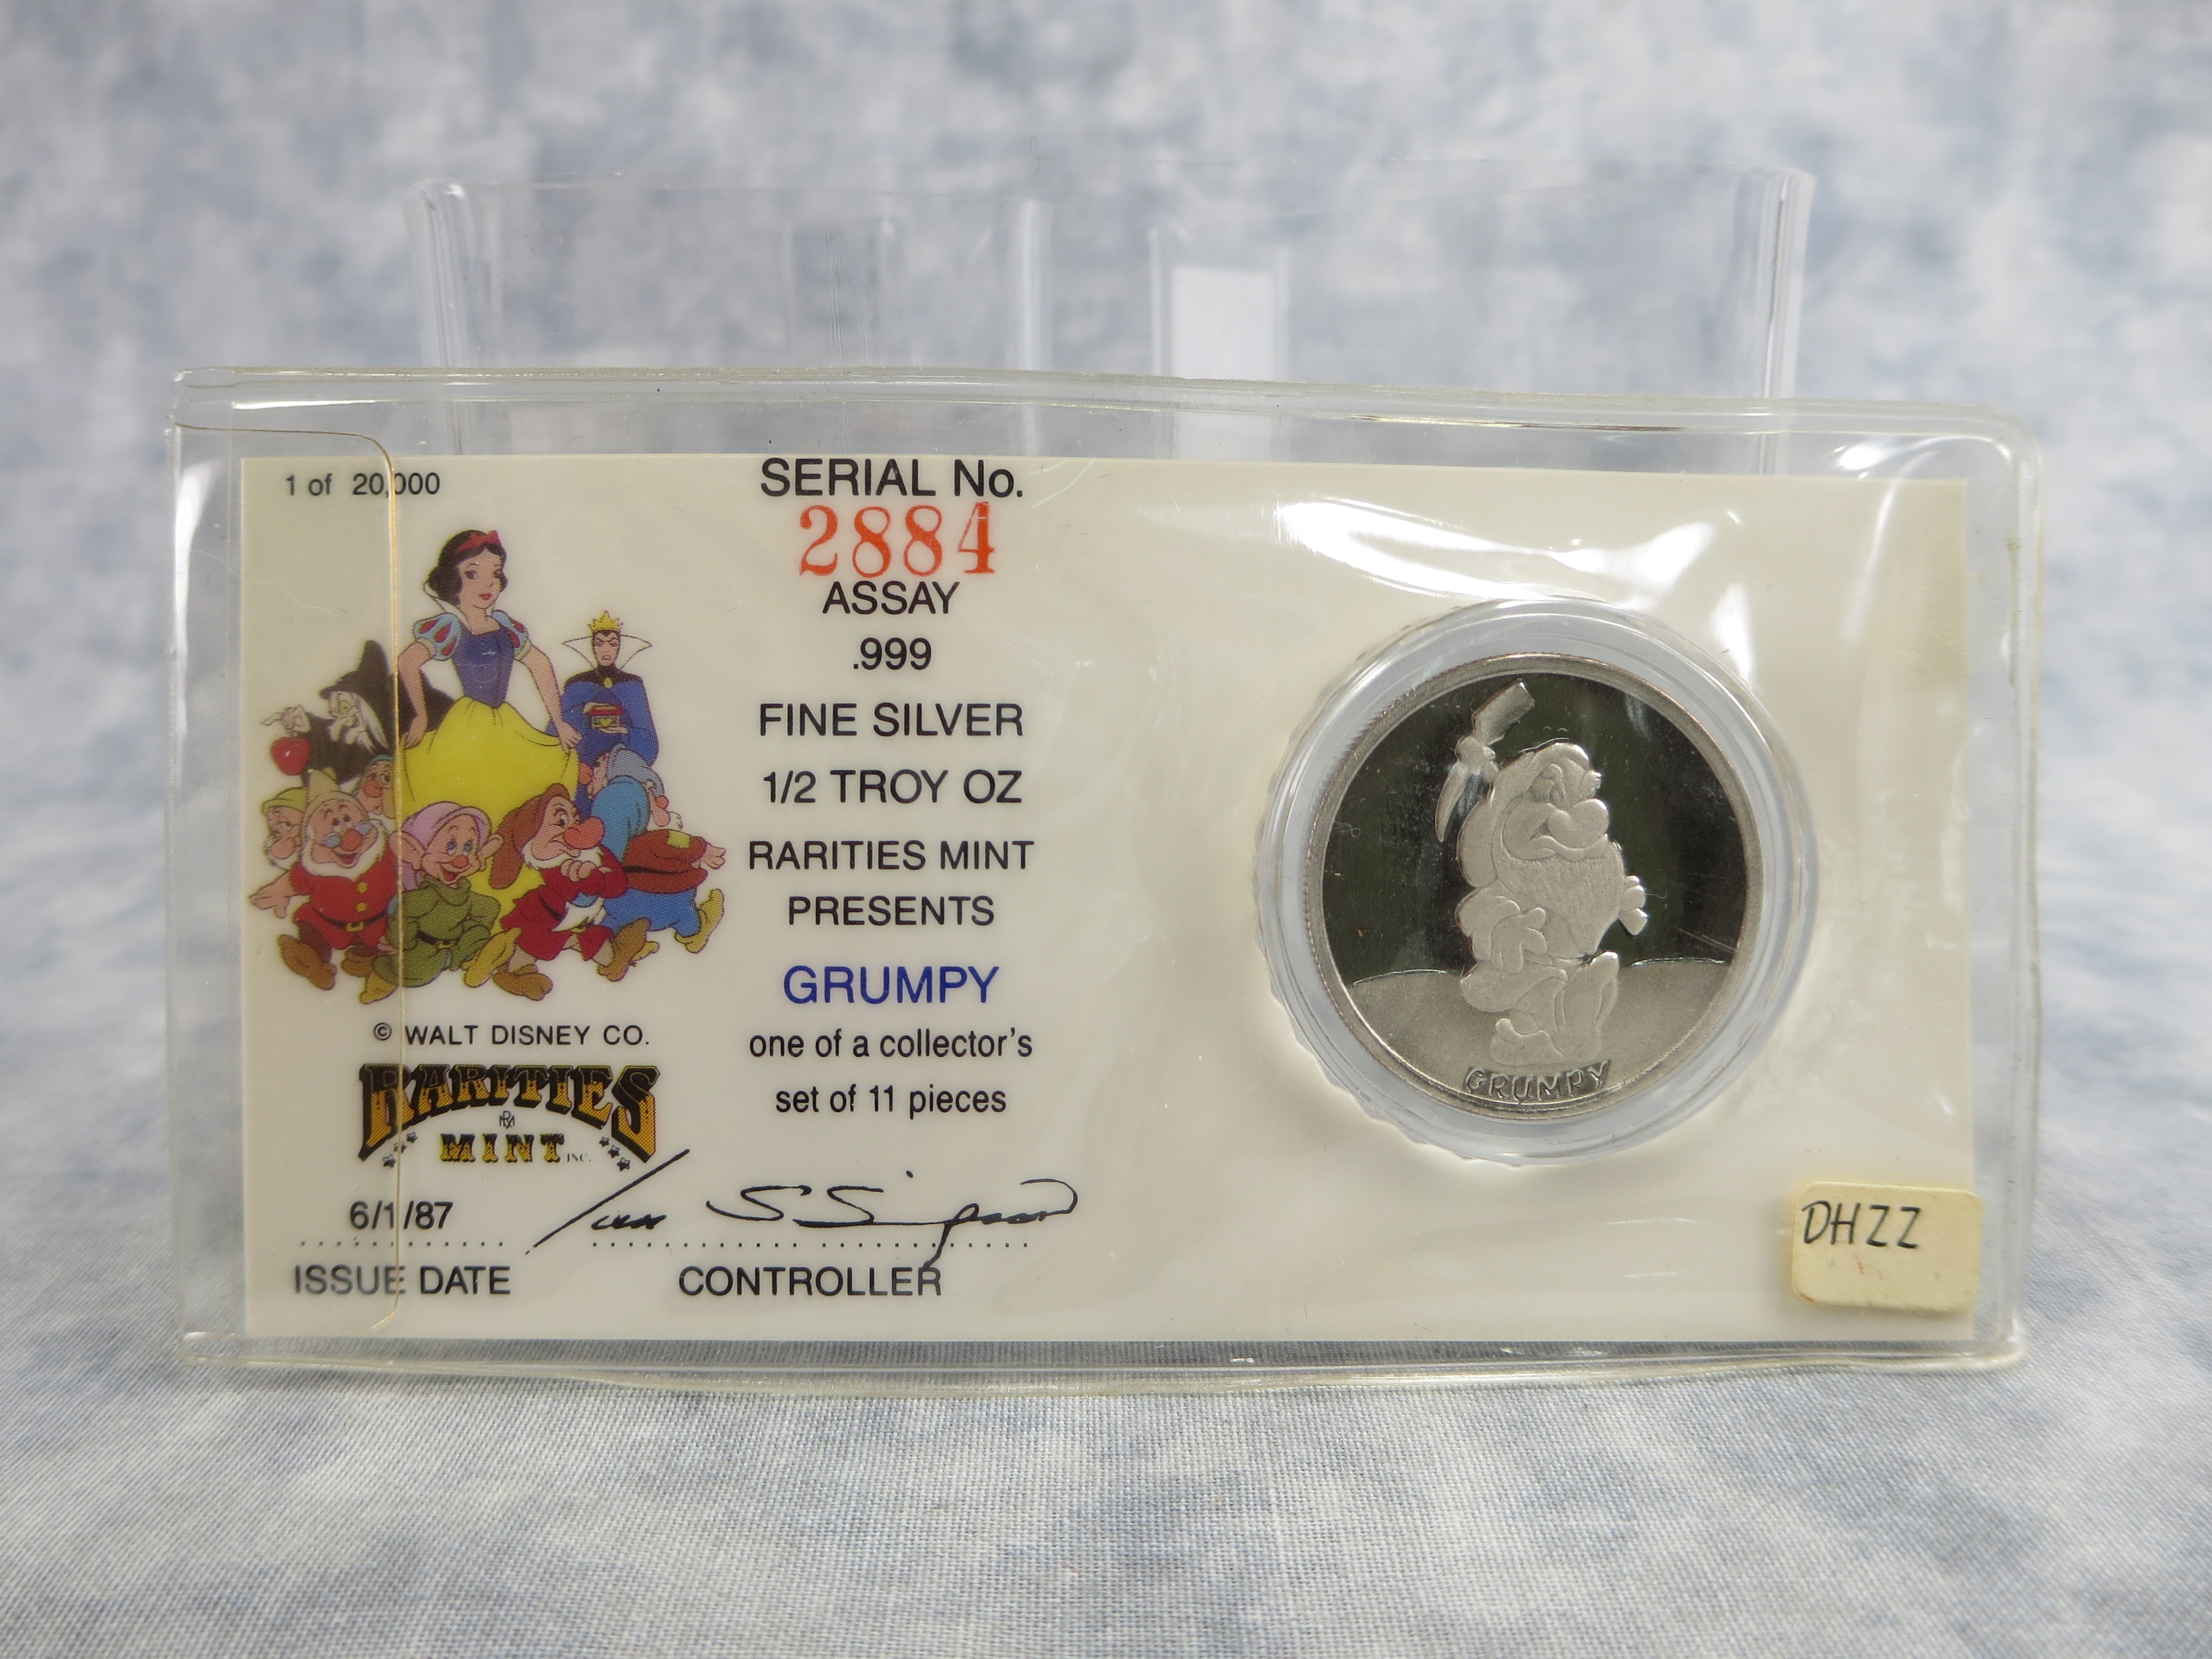 1 of 20,000
SERIAL No.
2884
ASSAY
.999
FINE SILVER
1/2 TROY OZ
RARITIES MINT
PRESENTS
GRUMPY
one of a collector's
set of 11 pieces
© WALT DISNEY CO.
RARITIES
RM
MINT INC.
6/1/87
ISSUE DATE
CONTROLLER
GRUMPY
DHZZ